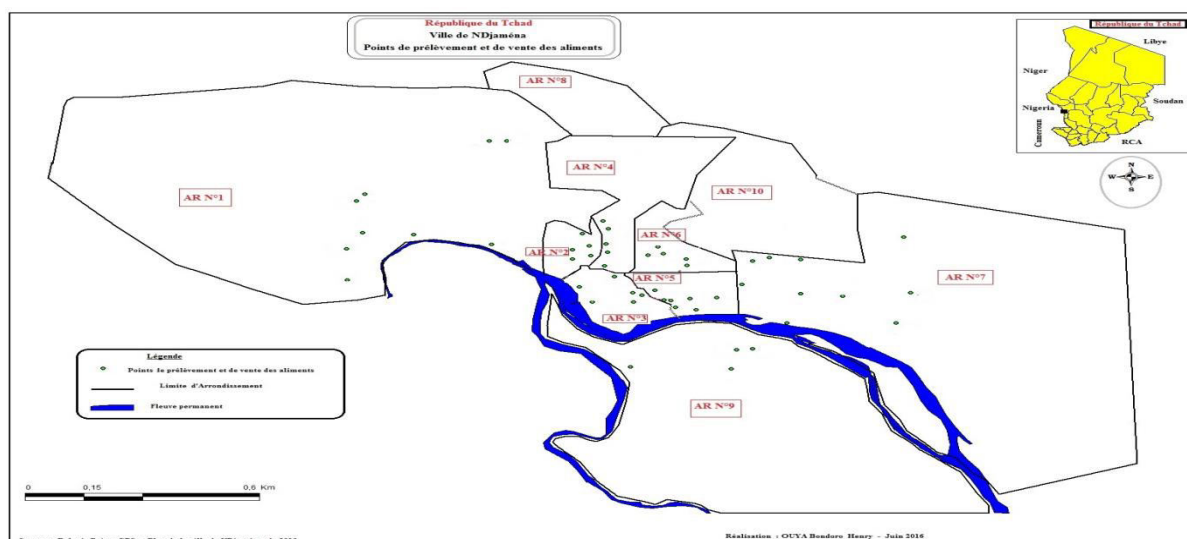 République du Tchad
Ville de NDjaména
Points de prélèvement et de vente des aliments
République du Tchad
Libye
Niger
Nigeria
Soudan
Cameroun
RCA
N
W E
S
AR N°8
AR N°4
AR N°1
AR N°10
AR N°6
AR N°2
AR N°5
AR N°7
AR N°3
AR N°9
Légende
Points de prélèvement et de vente des aliments
Limite d'Arrondissement
Fleuve permanent
0 0,15 0,6 Km
Réalisation : OUYA Bondoro Henry - Juin 2016